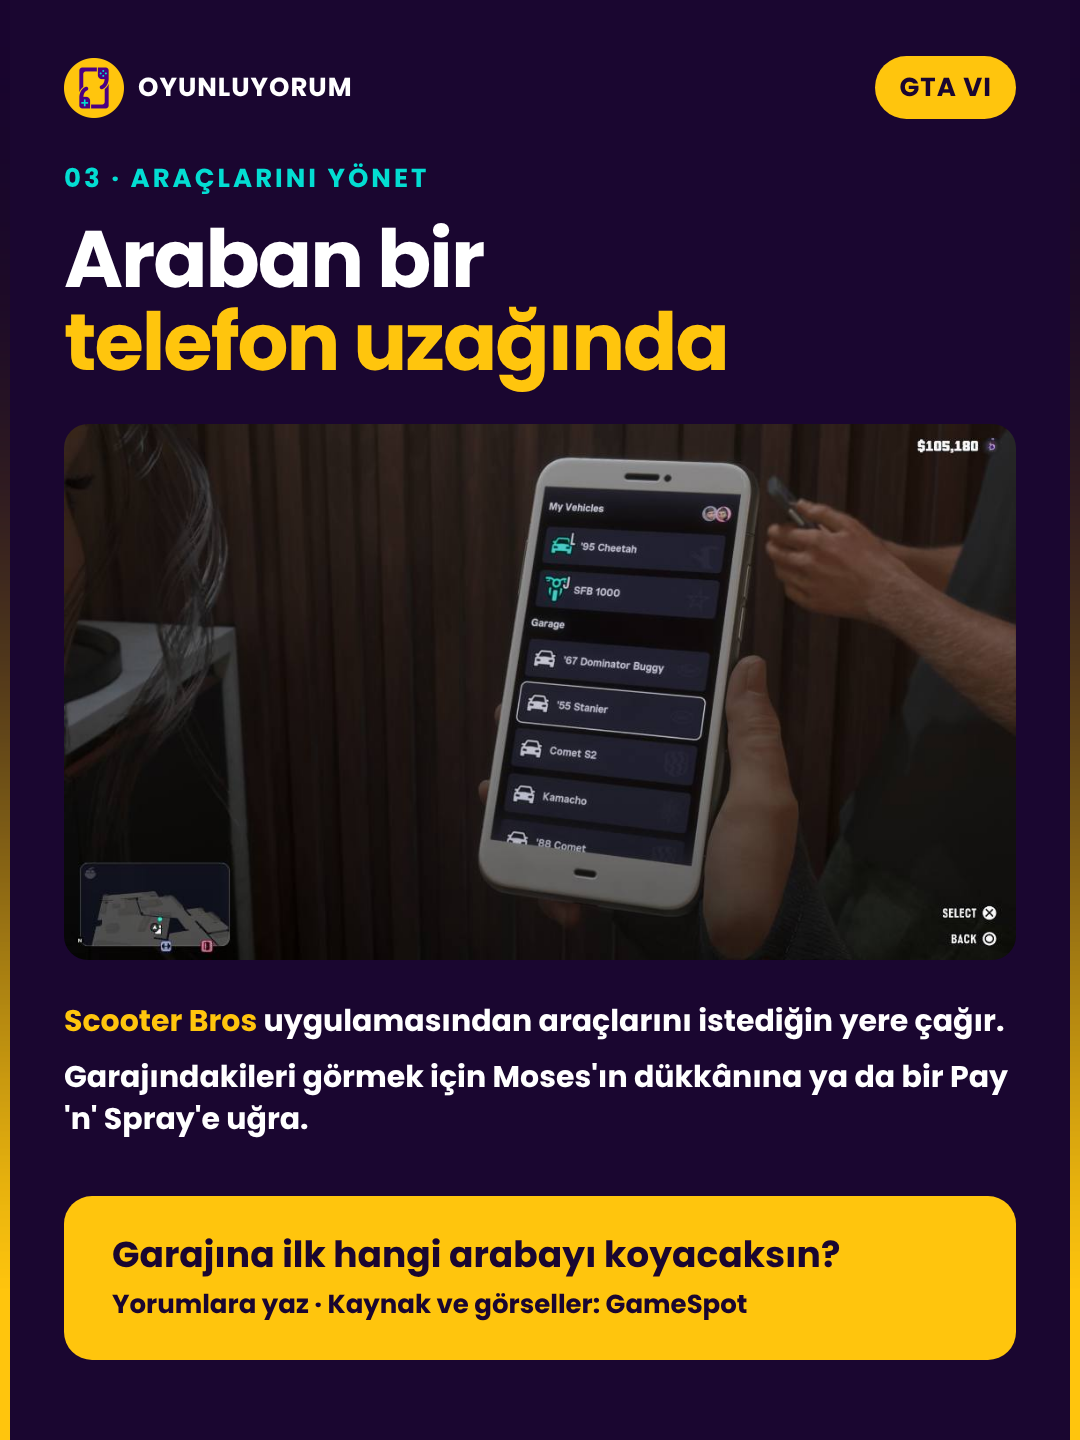 OYUNLUYORUM
GTA VI
03 · ARAÇLARINI YÖNET
Araban bir
telefon uzağında
$105,180
My Vehicles
'95 Cheetah
SFB 1000
Garage
'67 Dominator Buggy
'55 Stanier
Comet S2
Kamacho
'88 Comet
N
SELECT
BACK
Scooter Bros uygulamasından araçlarını istediğin yere çağır.
Garajındakileri görmek için Moses'ın dükkânına ya da bir Pay
'n' Spray'e uğra.
Garajına ilk hangi arabayı koyacaksın?
Yorumlara yaz · Kaynak ve görseller: GameSpot